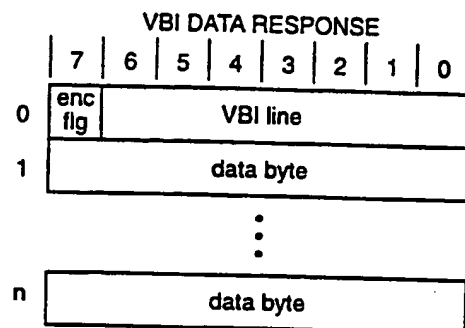 VBI DATA RESPONSE
7 6 5 4 3 2 1 0
0 enc flg VBI line
1 data byte
n data byte